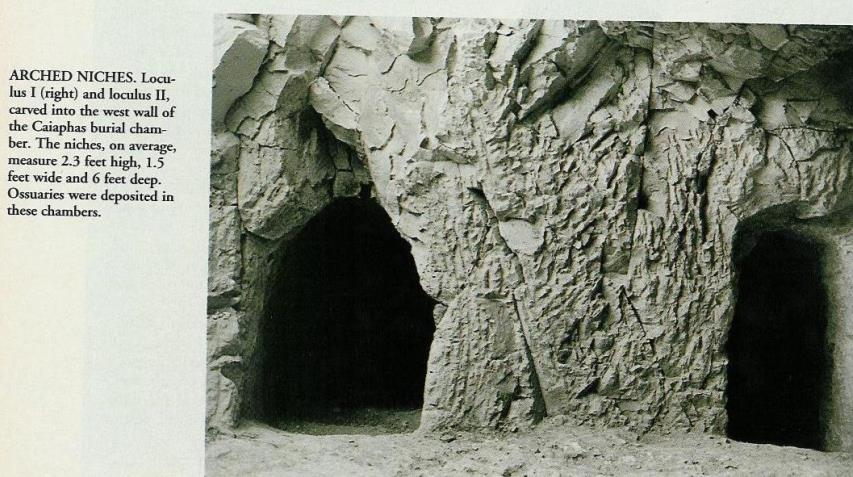 ARCHED NICHES. Locu-
lus I (right) and loculus II,
carved into the west wall of
the Caiaphas burial cham-
ber. The niches, on average,
measure 2.3 feet high, 1.5
feet wide and 6 feet deep.
Ossuaries were deposited in
these chambers.